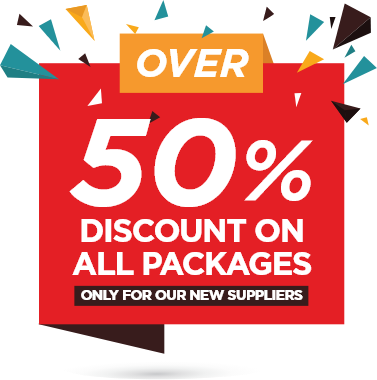 OVER
50%
DISCOUNT ON
ALL PACKAGES
ONLY FOR OUR NEW SUPPLIERS